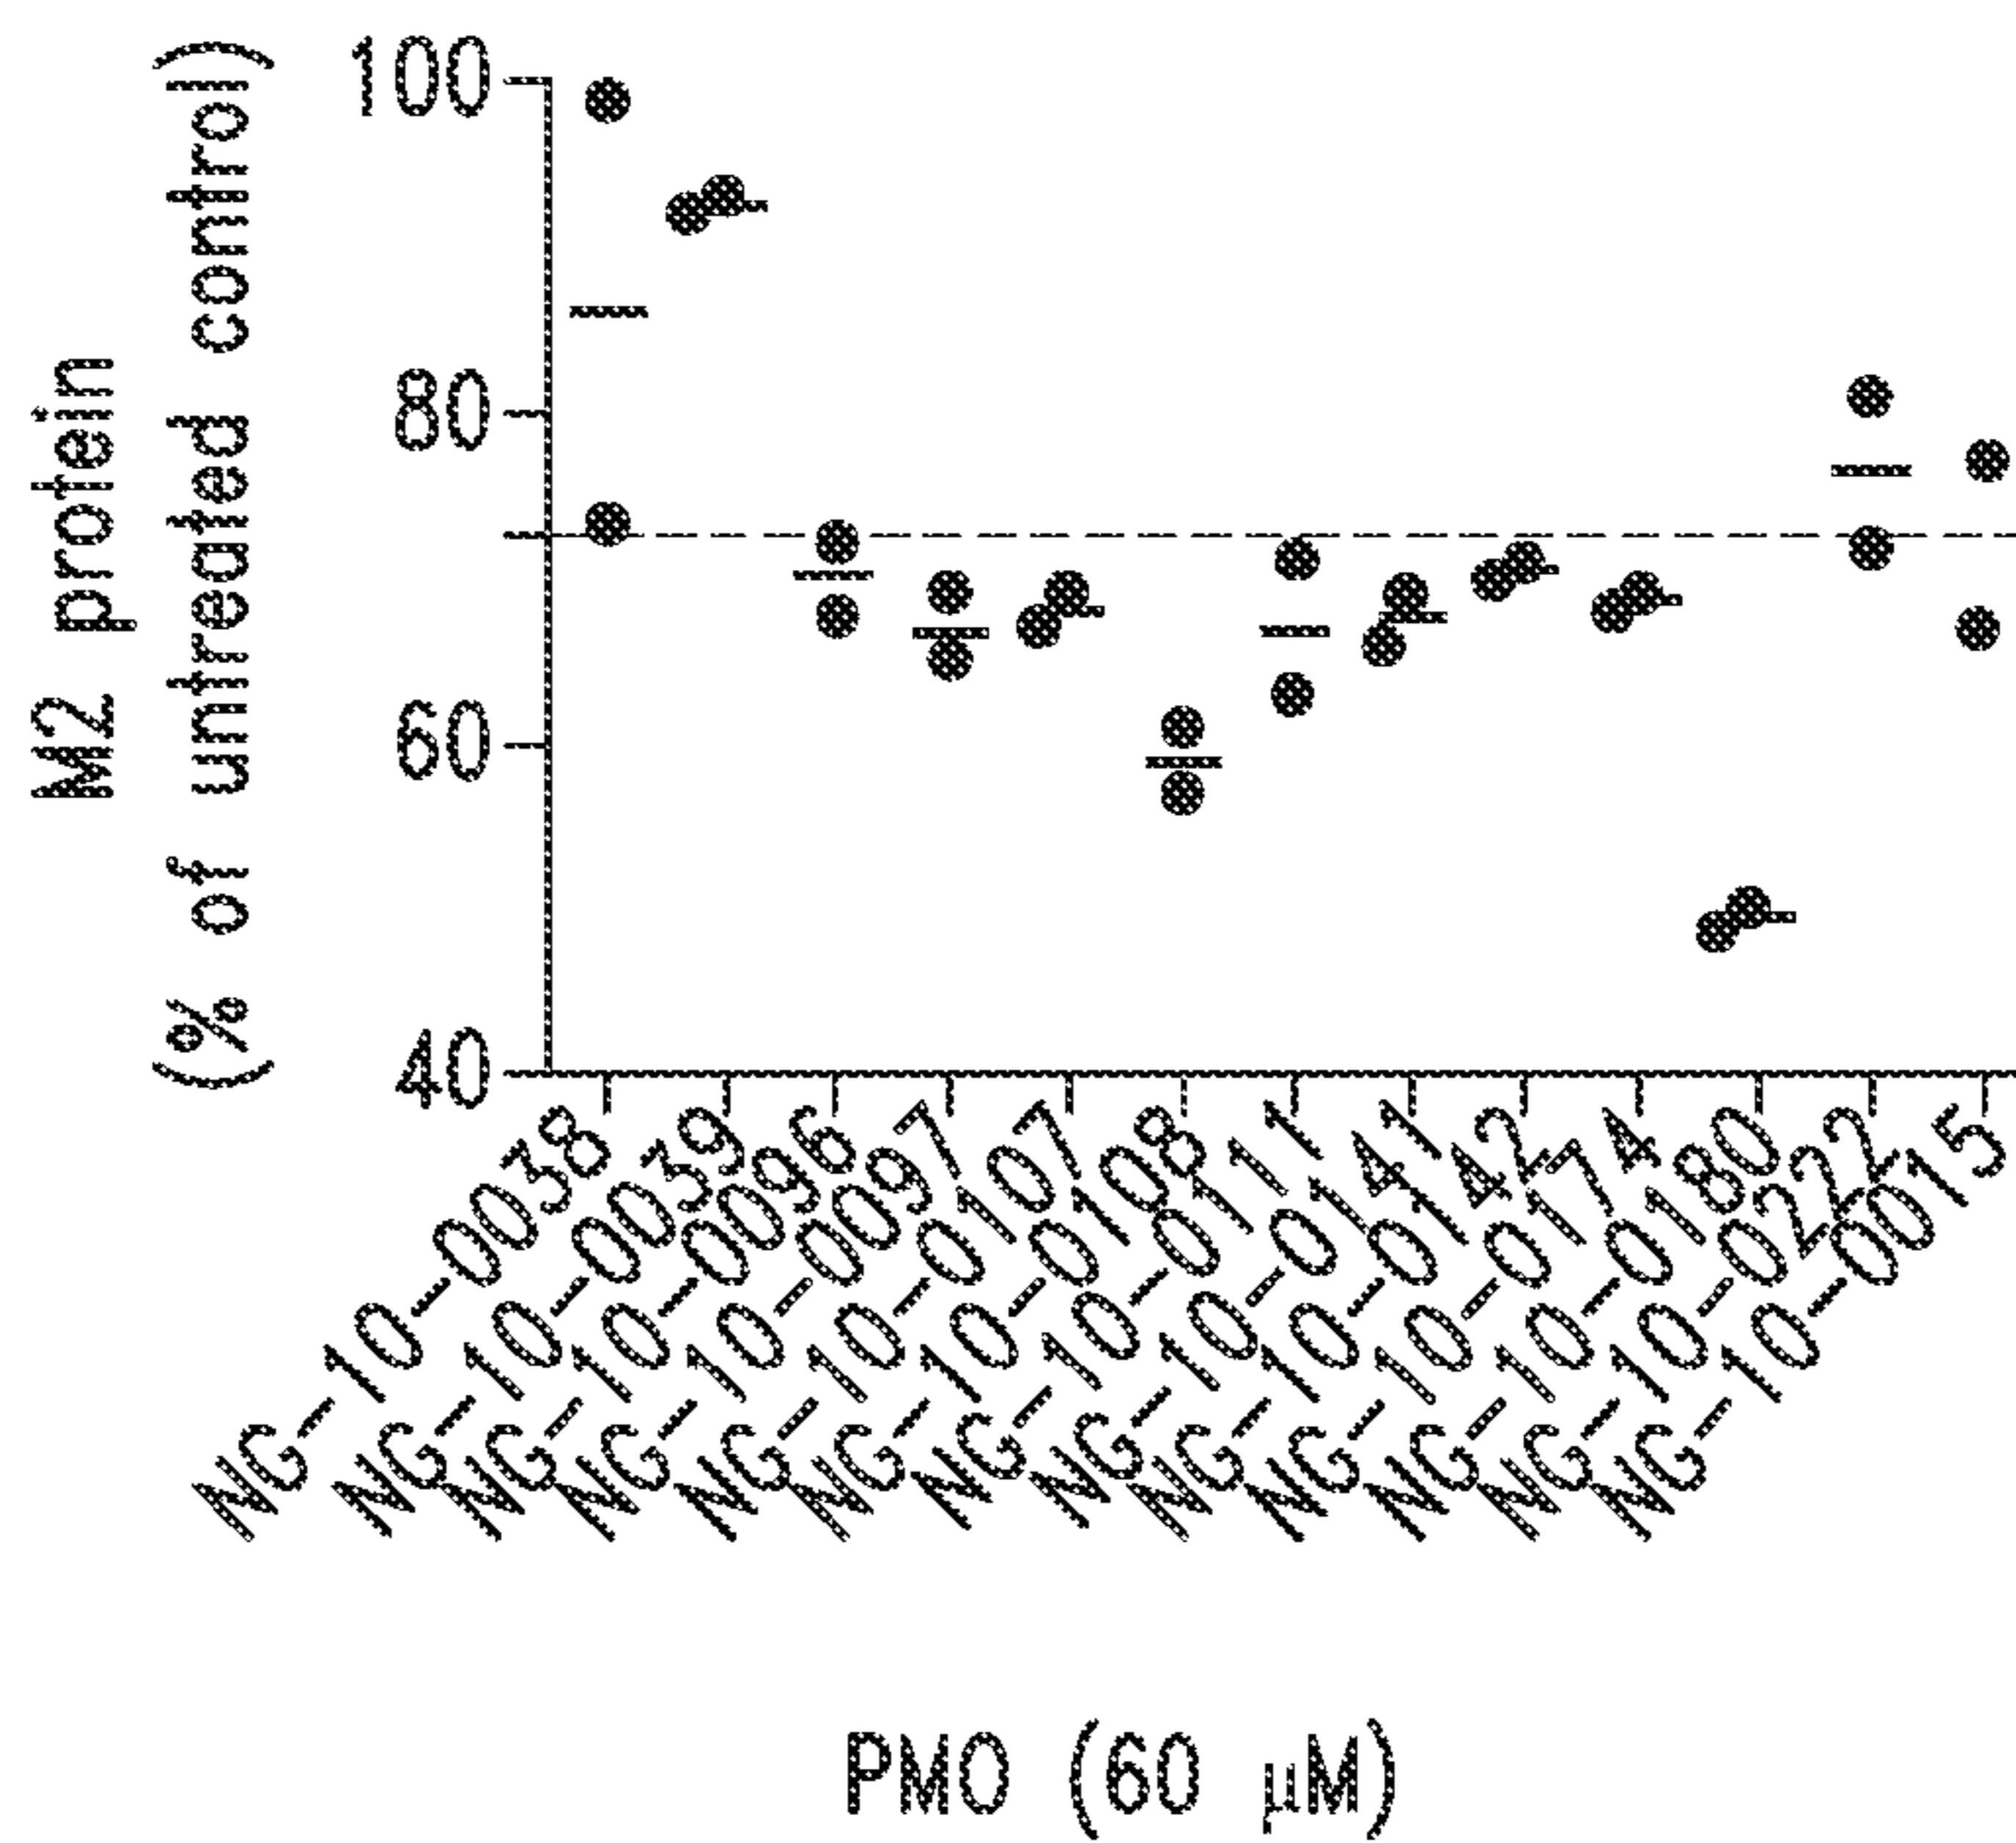 M2 protein
(% of untreated control)
100
80
60
40
NG-10-0038
NG-10-0039
NG-10-0096
NG-10-0097
NG-10-0107
NG-10-0108
NG-10-0111
NG-10-0141
NG-10-0142
NG-10-0174
NG-10-0180
NG-10-0222
NG-10-0015
PMO (60 µM)